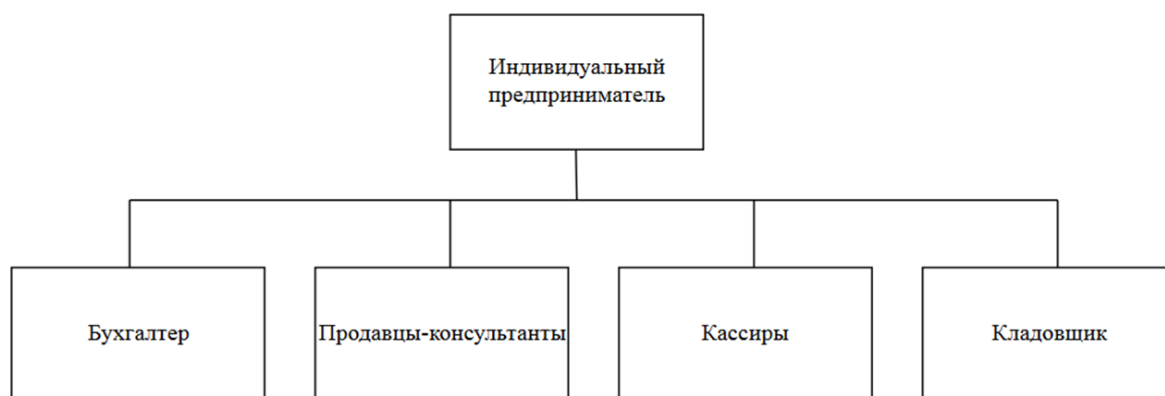 Индивидуальный
предприниматель
Бухгалтер
Продавцы-консультанты
Кассиры
Кладовщик